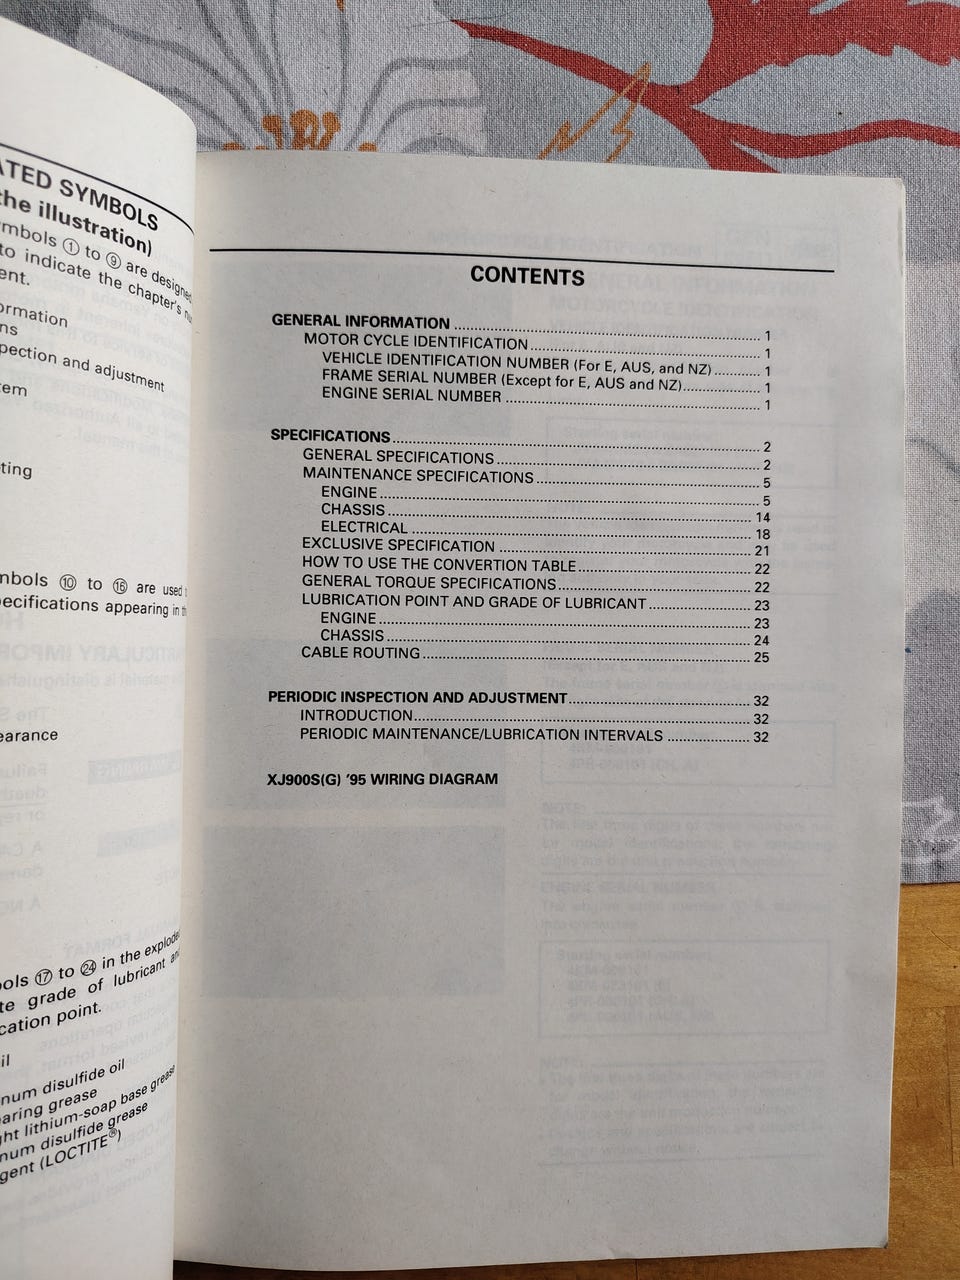 ATED SYMBOLS
the illustration)
mbols ① to ⑨ are designed
to indicate the chapter's
ent.
ormation
ns
pection and adjustment
tem
ting
mbols ⑩ to ⑯ are used
pecifications appearing in
earance
ols ⑰ to ㉔ in the exploded
te grade of lubricant and
cation point.
il
num disulfide oil
earing grease
ght lithium-soap base grease
num disulfide grease
gent (LOCTITE®)
CONTENTS
GENERAL INFORMATION ........ 1
MOTOR CYCLE IDENTIFICATION ........ 1
VEHICLE IDENTIFICATION NUMBER (For E, AUS, and NZ) ........ 1
FRAME SERIAL NUMBER (Except for E, AUS and NZ) ........ 1
ENGINE SERIAL NUMBER ........ 1
SPECIFICATIONS ........ 2
GENERAL SPECIFICATIONS ........ 2
MAINTENANCE SPECIFICATIONS ........ 5
ENGINE ........ 5
CHASSIS ........ 14
ELECTRICAL ........ 18
EXCLUSIVE SPECIFICATION ........ 21
HOW TO USE THE CONVERTION TABLE ........ 22
GENERAL TORQUE SPECIFICATIONS ........ 22
LUBRICATION POINT AND GRADE OF LUBRICANT ........ 23
ENGINE ........ 23
CHASSIS ........ 24
CABLE ROUTING ........ 25
PERIODIC INSPECTION AND ADJUSTMENT ........ 32
INTRODUCTION ........ 32
PERIODIC MAINTENANCE/LUBRICATION INTERVALS ........ 32
XJ900S(G) '95 WIRING DIAGRAM